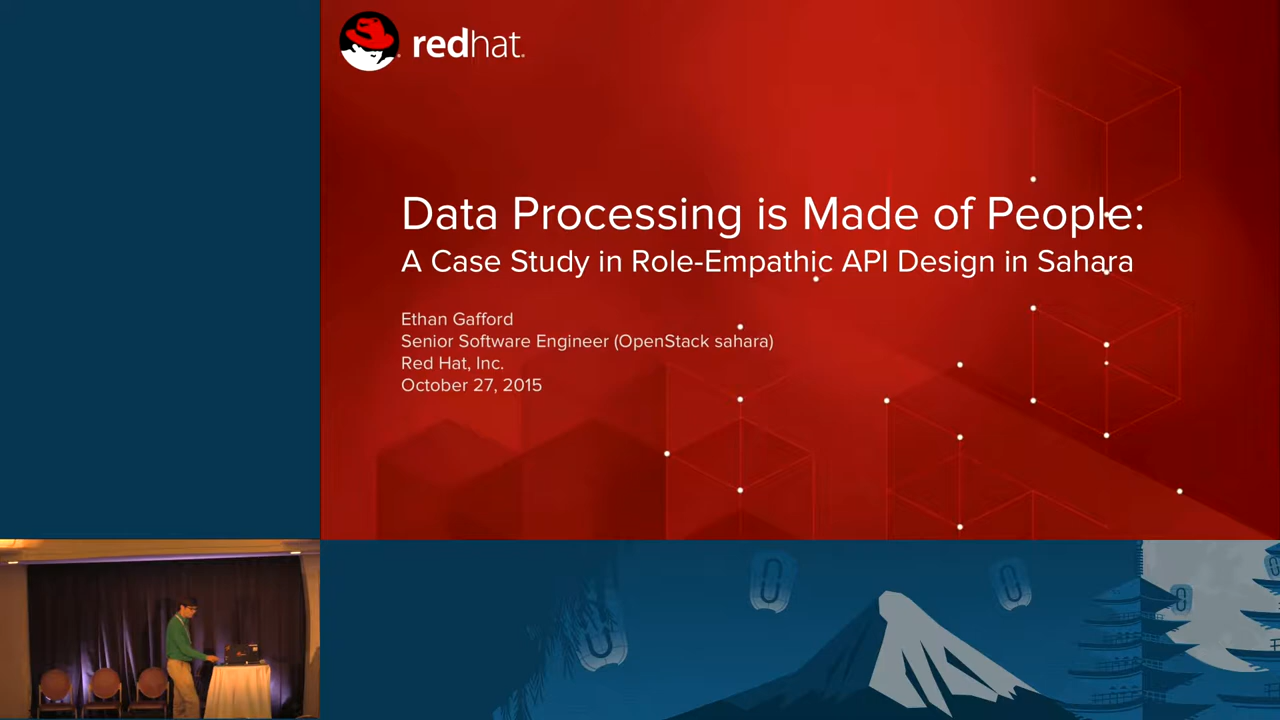 redhat.
Data Processing is Made of People:
A Case Study in Role-Empathic API Design in Sahara
Ethan Gafford
Senior Software Engineer (OpenStack sahara)
Red Hat, Inc.
October 27, 2015